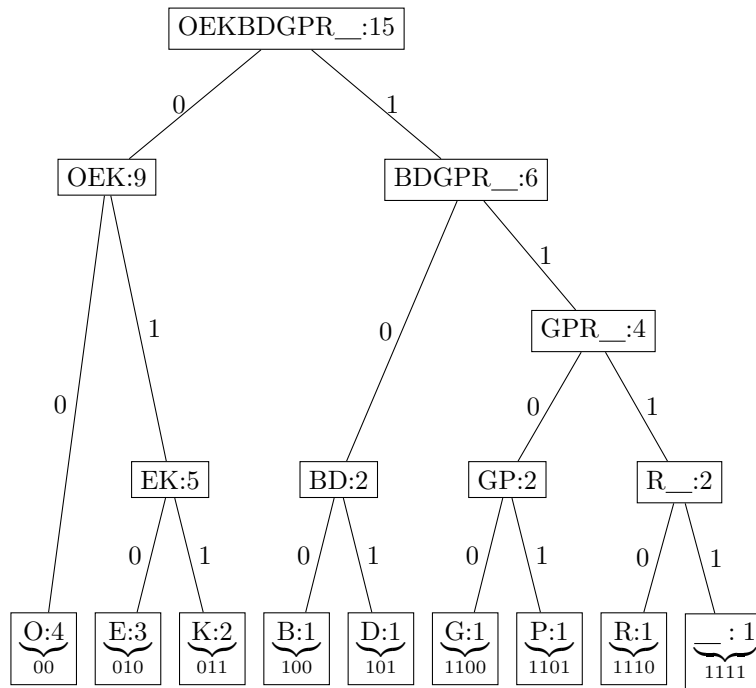 OEKBDGPR__:15
0 1
OEK:9 BDGPR__:6
1
GPR__:4
1 0
0 0 1
EK:5 BD:2 GP:2 R__:2
0 1 0 1 0 1 0 1
O:4 E:3 K:2 B:1 D:1 G:1 P:1 R:1 __ : 1
00 010 011 100 101 1100 1101 1110 1111